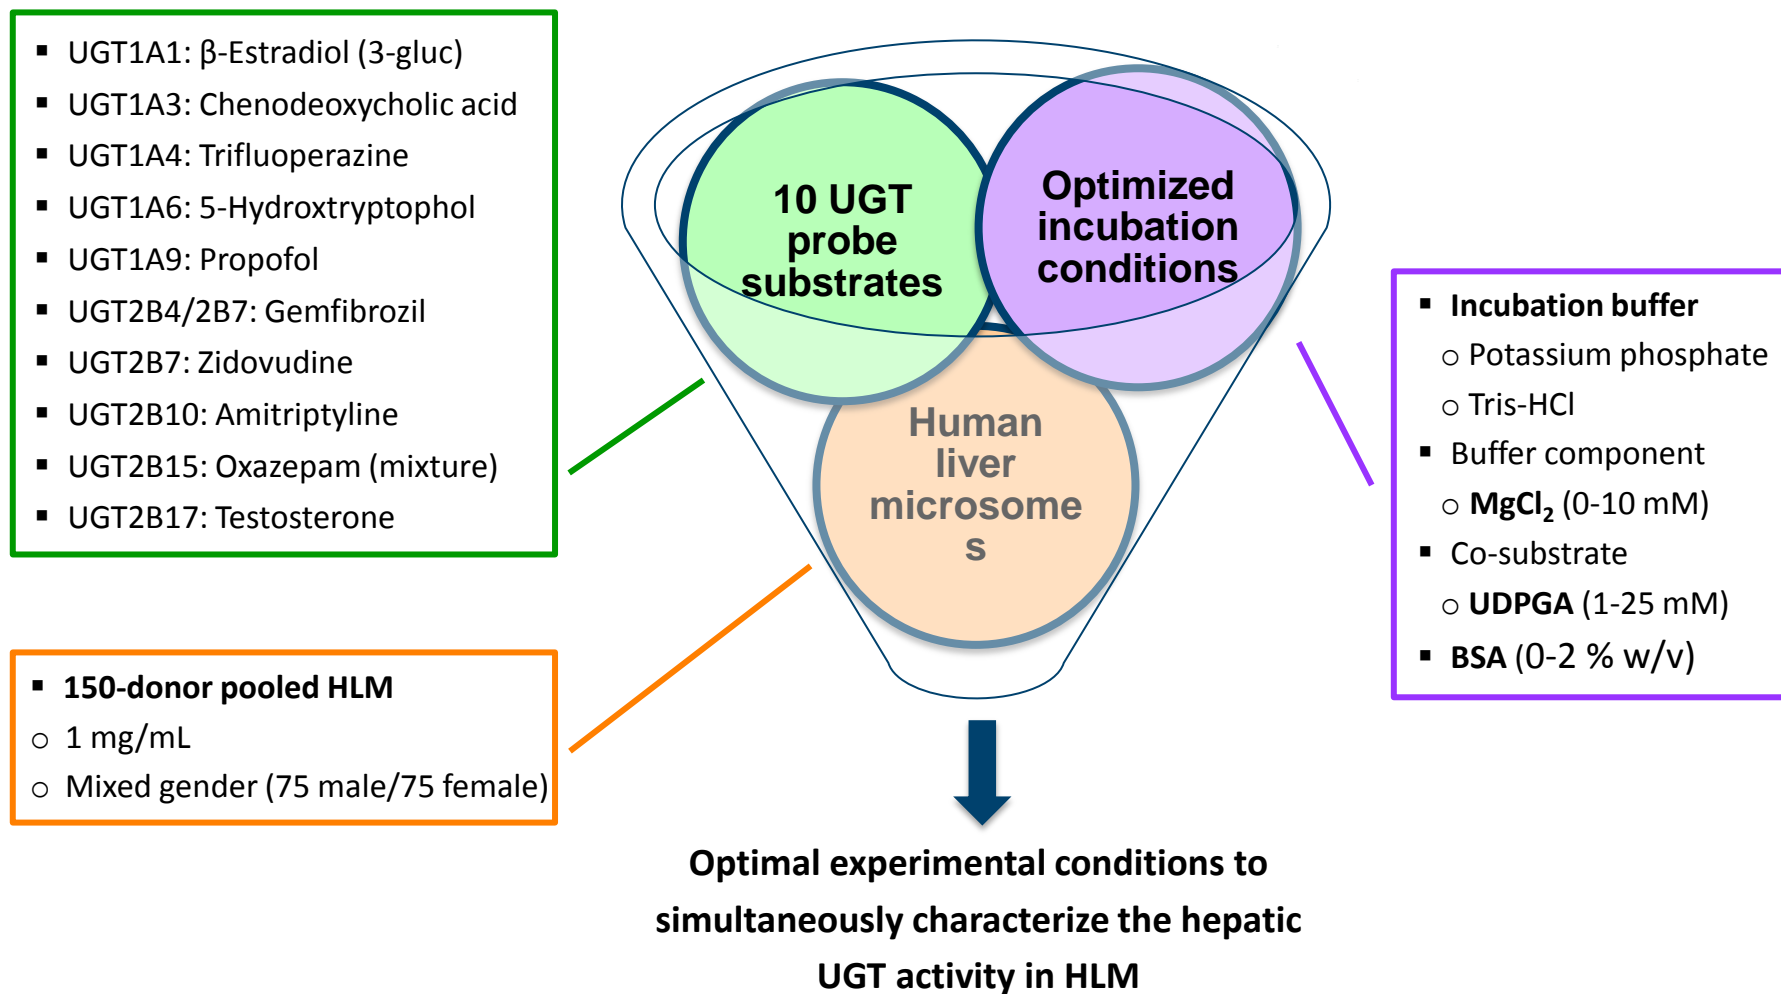 ▪ UGT1A1: β-Estradiol (3-gluc)
▪ UGT1A3: Chenodeoxycholic acid
▪ UGT1A4: Trifluoperazine
▪ UGT1A6: 5-Hydroxtryptophol
▪ UGT1A9: Propofol
▪ UGT2B4/2B7: Gemfibrozil
▪ UGT2B7: Zidovudine
▪ UGT2B10: Amitriptyline
▪ UGT2B15: Oxazepam (mixture)
▪ UGT2B17: Testosterone
10 UGT
probe
substrates
Optimized
incubation
conditions
Human
liver
microsome
s
▪ Incubation buffer
o Potassium phosphate
o Tris-HCl
▪ Buffer component
o MgCl₂ (0-10 mM)
▪ Co-substrate
o UDPGA (1-25 mM)
▪ BSA (0-2 % w/v)
▪ 150-donor pooled HLM
o 1 mg/mL
o Mixed gender (75 male/75 female)
Optimal experimental conditions to
simultaneously characterize the hepatic
UGT activity in HLM